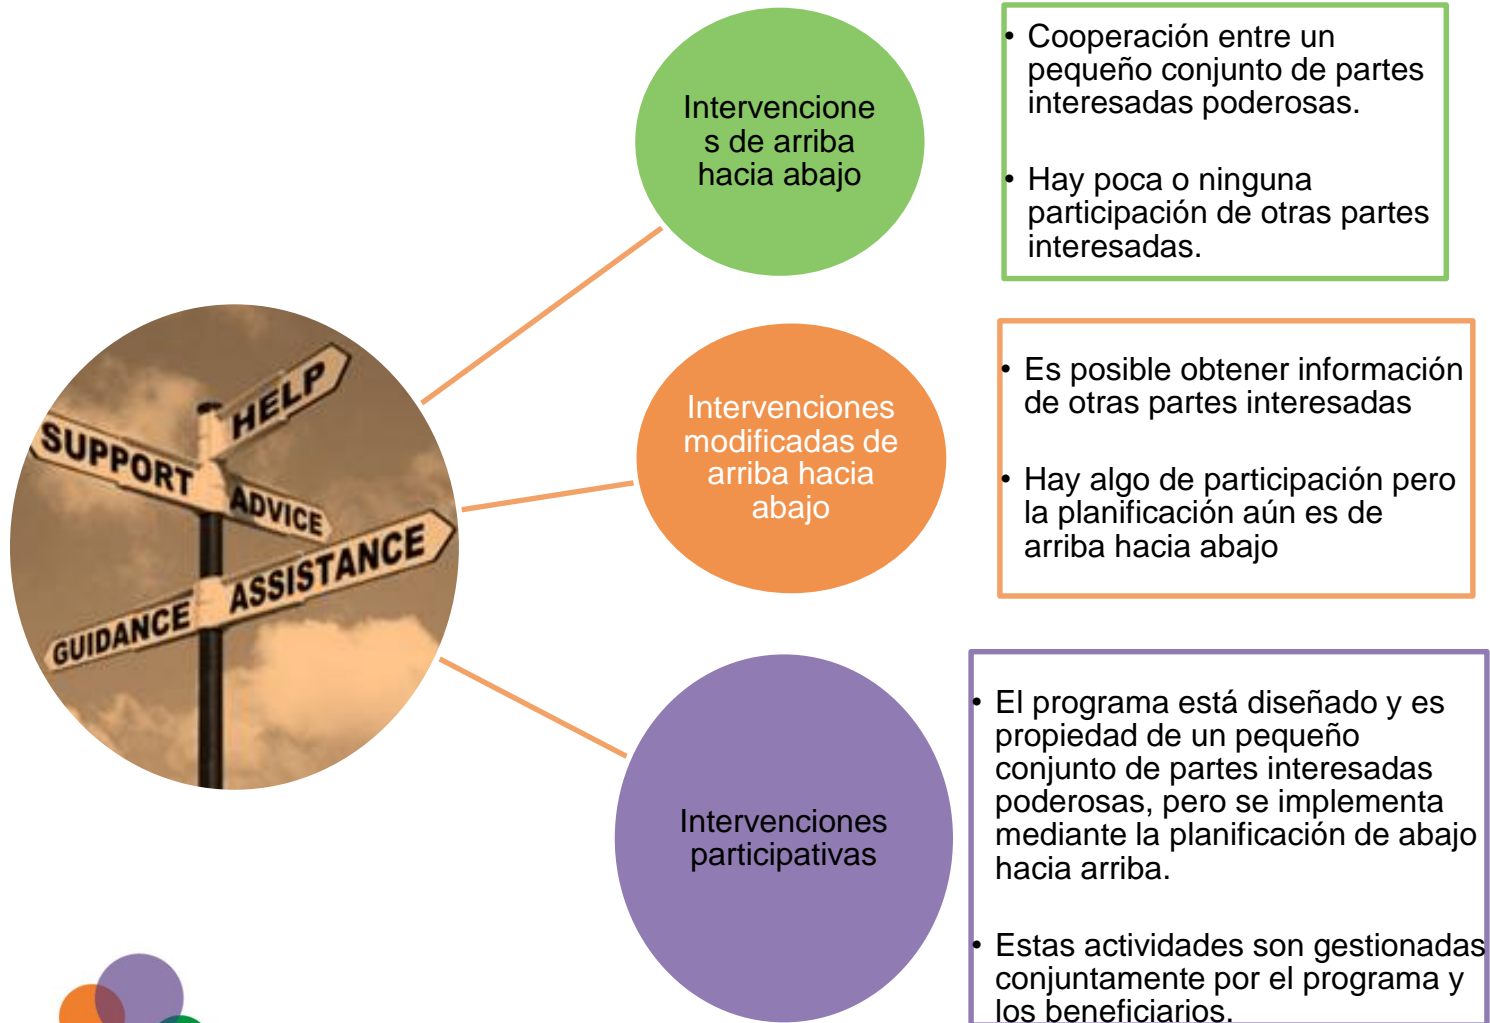 Intervencione
s de arriba
hacia abajo
• Cooperación entre un
pequeño conjunto de partes
interesadas poderosas.
• Hay poca o ninguna
participación de otras partes
interesadas.
HELP
SUPPORT
ADVICE
ASSISTANCE
GUIDANCE
Intervenciones
modificadas de
arriba hacia
abajo
• Es posible obtener información
de otras partes interesadas
• Hay algo de participación pero
la planificación aún es de
arriba hacia abajo
Intervenciones
participativas
• El programa está diseñado y es
propiedad de un pequeño
conjunto de partes interesadas
poderosas, pero se implementa
mediante la planificación de abajo
hacia arriba.
• Estas actividades son gestionadas
conjuntamente por el programa y
los beneficiarios.